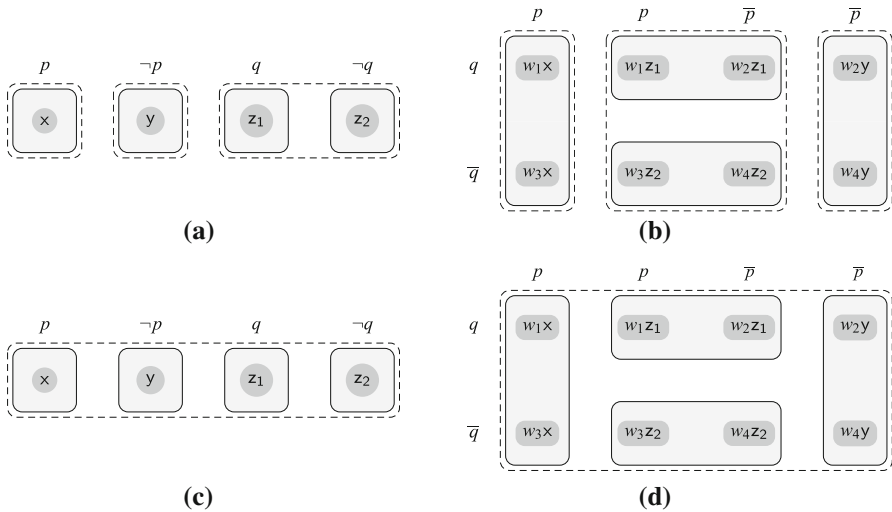 p ¬p q ¬q
x y z₁ z₂
(a)
p p p̅ p̅
q w₁x w₁z₁ w₂z₁ w₂y
q̅ w₃x w₃z₂ w₄z₂ w₄y
(b)
p ¬p q ¬q
x y z₁ z₂
(c)
p p p̅ p̅
q w₁x w₁z₁ w₂z₁ w₂y
q̅ w₃x w₃z₂ w₄z₂ w₄y
(d)